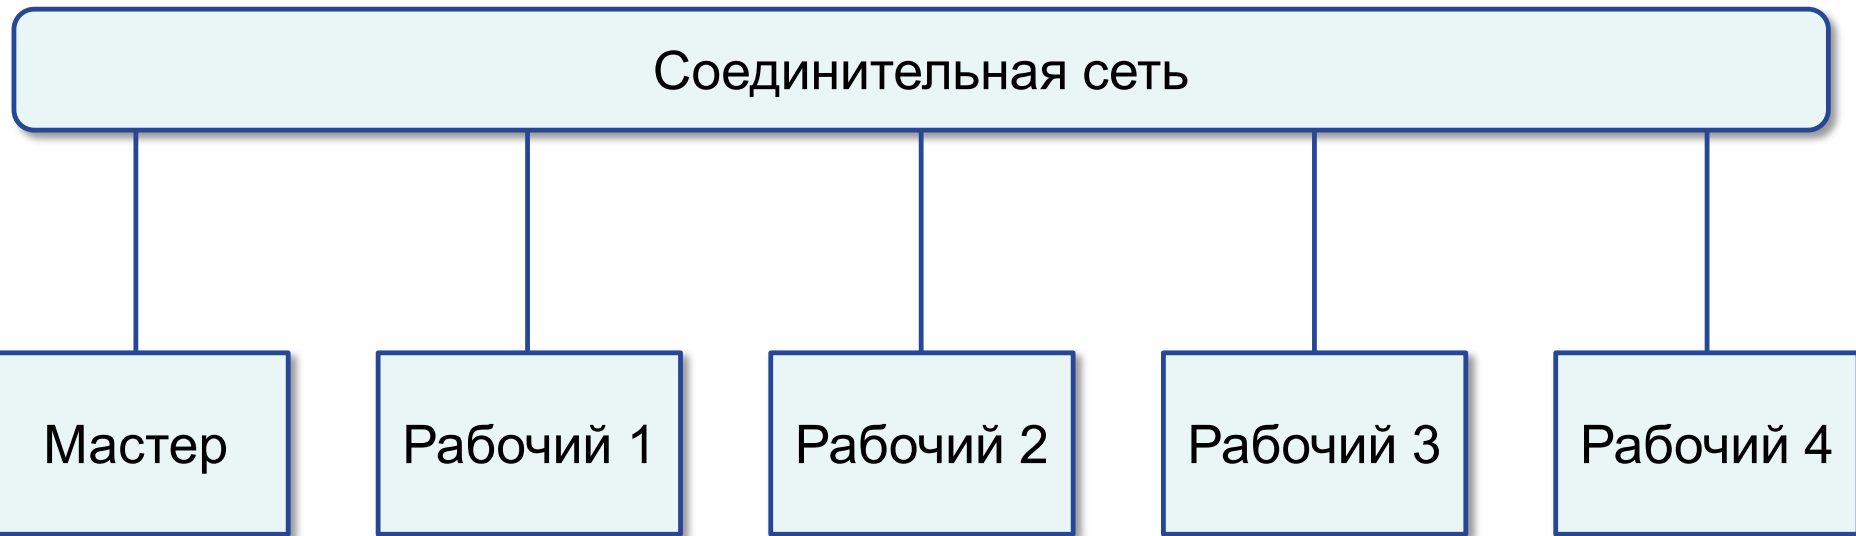 Соединительная сеть
Мастер
Рабочий 1
Рабочий 2
Рабочий 3
Рабочий 4